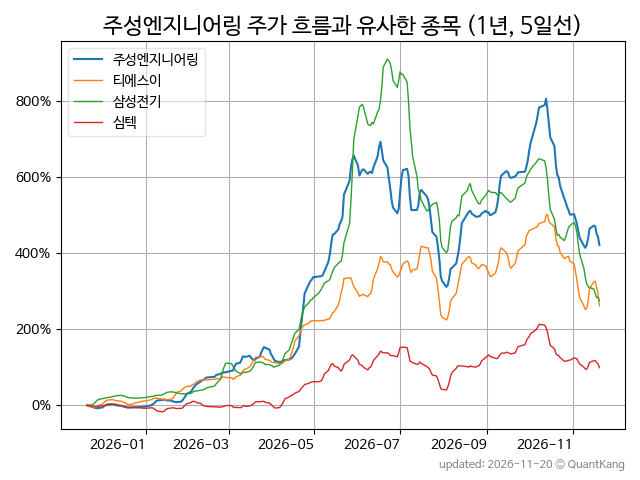 주성엔지니어링 주가 흐름과 유사한 종목 (1년, 5일선)
주성엔지니어링
티에스이
삼성전기
심텍
800%
600%
400%
200%
0%
2026-01
2026-03
2026-05
2026-07
2026-09
2026-11
updated: 2026-11-20 © QuantKang